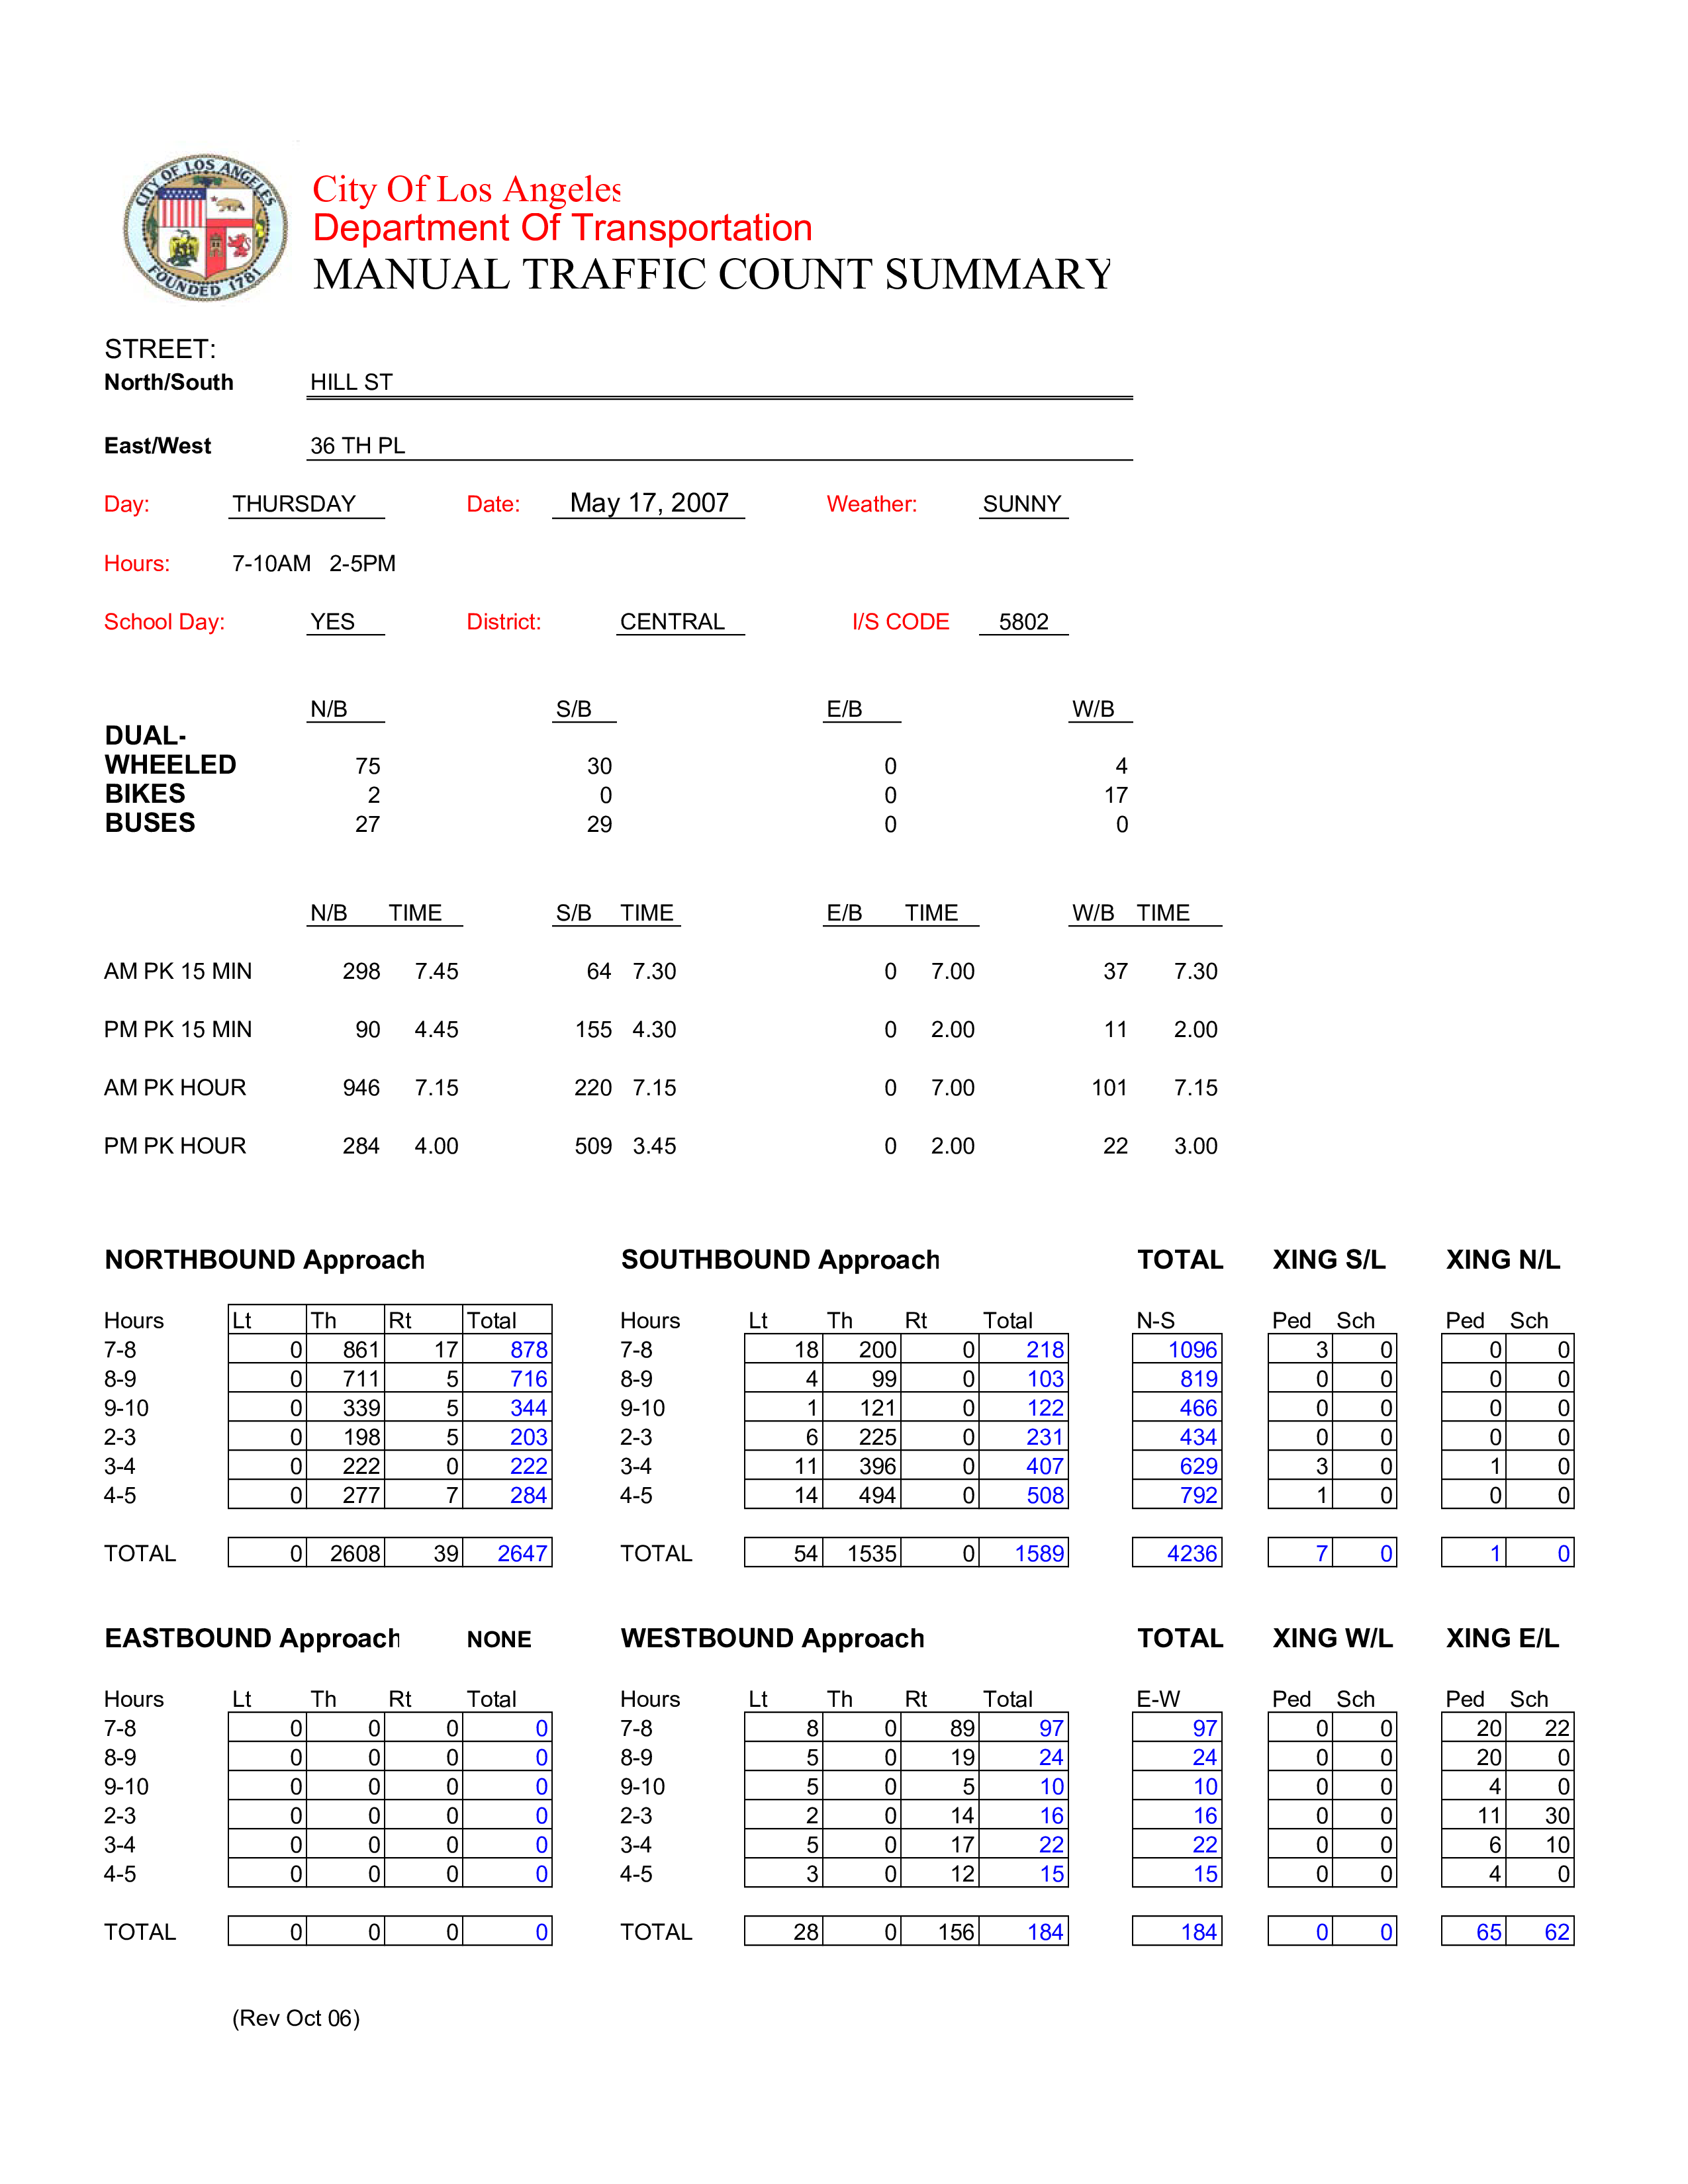 CITY OF LOS ANGELES
FOUNDED 1781
City Of Los Angeles
Department Of Transportation
MANUAL TRAFFIC COUNT SUMMARY
STREET:
North/South HILL ST
East/West 36 TH PL
Day: THURSDAY Date: May 17, 2007 Weather: SUNNY
Hours: 7-10AM 2-5PM
School Day: YES District: CENTRAL I/S CODE 5802
N/B S/B E/B W/B
DUAL-
WHEELED 75 30 0 4
BIKES 2 0 0 17
BUSES 27 29 0 0
N/B TIME S/B TIME E/B TIME W/B TIME
AM PK 15 MIN 298 7.45 64 7.30 0 7.00 37 7.30
PM PK 15 MIN 90 4.45 155 4.30 0 2.00 11 2.00
AM PK HOUR 946 7.15 220 7.15 0 7.00 101 7.15
PM PK HOUR 284 4.00 509 3.45 0 2.00 22 3.00
NORTHBOUND Approach SOUTHBOUND Approach TOTAL XING S/L XING N/L
Hours Lt Th Rt Total Hours Lt Th Rt Total N-S Ped Sch Ped Sch
7-8 0 861 17 878 7-8 18 200 0 218 1096 3 0 0 0
8-9 0 711 5 716 8-9 4 99 0 103 819 0 0 0 0
9-10 0 339 5 344 9-10 1 121 0 122 466 0 0 0 0
2-3 0 198 5 203 2-3 6 225 0 231 434 0 0 0 0
3-4 0 222 0 222 3-4 11 396 0 407 629 3 0 1 0
4-5 0 277 7 284 4-5 14 494 0 508 792 1 0 0 0
TOTAL 0 2608 39 2647 TOTAL 54 1535 0 1589 4236 7 0 1 0
EASTBOUND Approach NONE WESTBOUND Approach TOTAL XING W/L XING E/L
Hours Lt Th Rt Total Hours Lt Th Rt Total E-W Ped Sch Ped Sch
7-8 0 0 0 0 7-8 8 0 89 97 97 0 0 20 22
8-9 0 0 0 0 8-9 5 0 19 24 24 0 0 20 0
9-10 0 0 0 0 9-10 5 0 5 10 10 0 0 4 0
2-3 0 0 0 0 2-3 2 0 14 16 16 0 0 11 30
3-4 0 0 0 0 3-4 5 0 17 22 22 0 0 6 10
4-5 0 0 0 0 4-5 3 0 12 15 15 0 0 4 0
TOTAL 0 0 0 0 TOTAL 28 0 156 184 184 0 0 65 62
(Rev Oct 06)